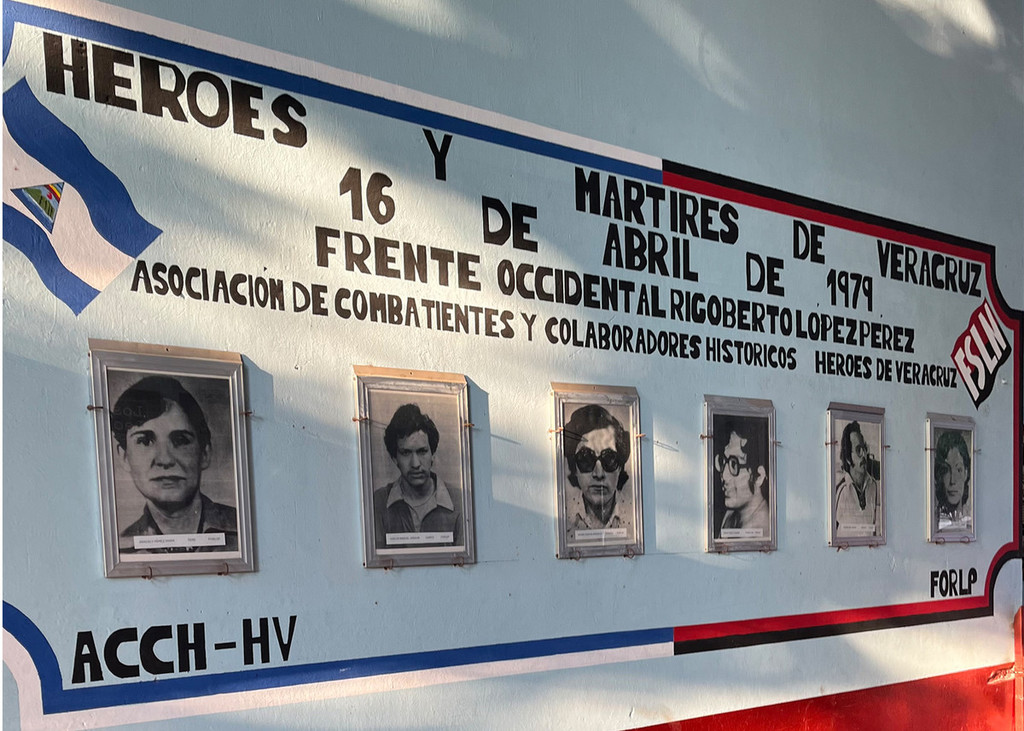 HEROES Y MARTIRES DE VERACRUZ
16 DE ABRIL DE 1979
FRENTE OCCIDENTAL RIGOBERTO LOPEZ PEREZ
ASOCIACIÓN DE COMBATIENTES Y COLABORADORES HISTORICOS HEROES DE VERACRUZ
FSLN
FORLP
ACCH-HV